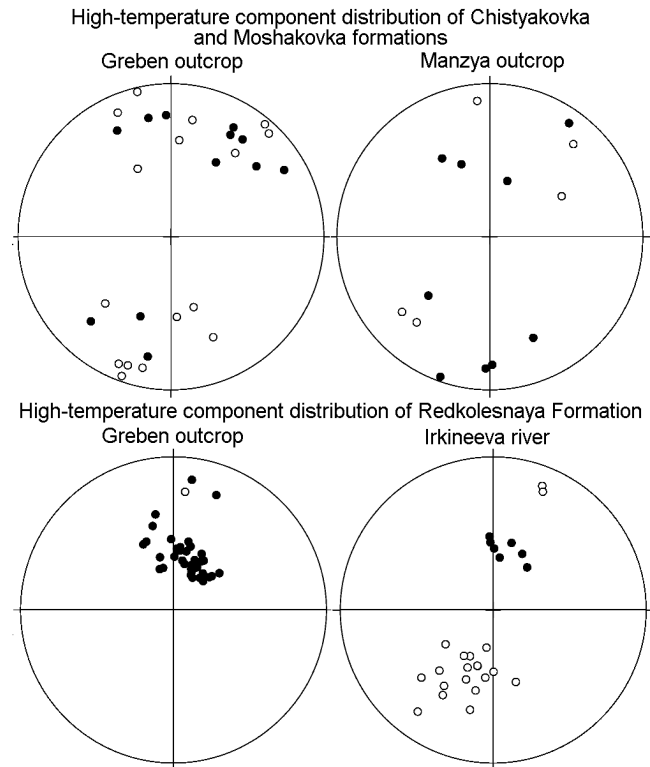 High-temperature component distribution of Chistyakovka
and Moshakovka formations
Greben outcrop
Manzya outcrop
High-temperature component distribution of Redkolesnaya Formation
Greben outcrop
Irkineeva river